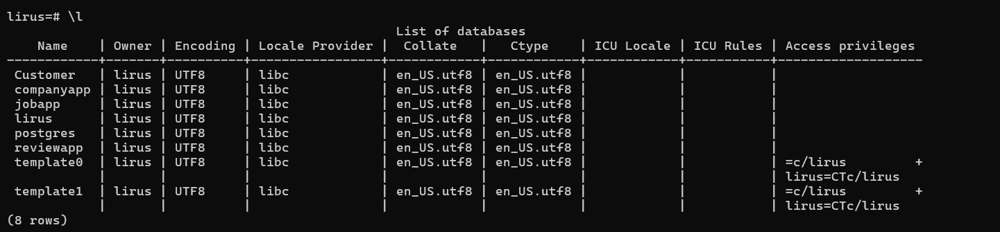 lirus=# \l
                                                   List of databases
    Name    | Owner | Encoding | Locale Provider |  Collate   |   Ctype    | ICU Locale | ICU Rules | Access privileges
------------+-------+----------+-----------------+------------+------------+------------+-----------+-------------------
 Customer   | lirus | UTF8     | libc            | en_US.utf8 | en_US.utf8 |            |           |
 companyapp | lirus | UTF8     | libc            | en_US.utf8 | en_US.utf8 |            |           |
 jobapp     | lirus | UTF8     | libc            | en_US.utf8 | en_US.utf8 |            |           |
 lirus      | lirus | UTF8     | libc            | en_US.utf8 | en_US.utf8 |            |           |
 postgres   | lirus | UTF8     | libc            | en_US.utf8 | en_US.utf8 |            |           |
 reviewapp  | lirus | UTF8     | libc            | en_US.utf8 | en_US.utf8 |            |           |
 template0  | lirus | UTF8     | libc            | en_US.utf8 | en_US.utf8 |            |           | =c/lirus         +
            |       |          |                 |            |            |            |           | lirus=CTc/lirus
 template1  | lirus | UTF8     | libc            | en_US.utf8 | en_US.utf8 |            |           | =c/lirus         +
            |       |          |                 |            |            |            |           | lirus=CTc/lirus
(8 rows)